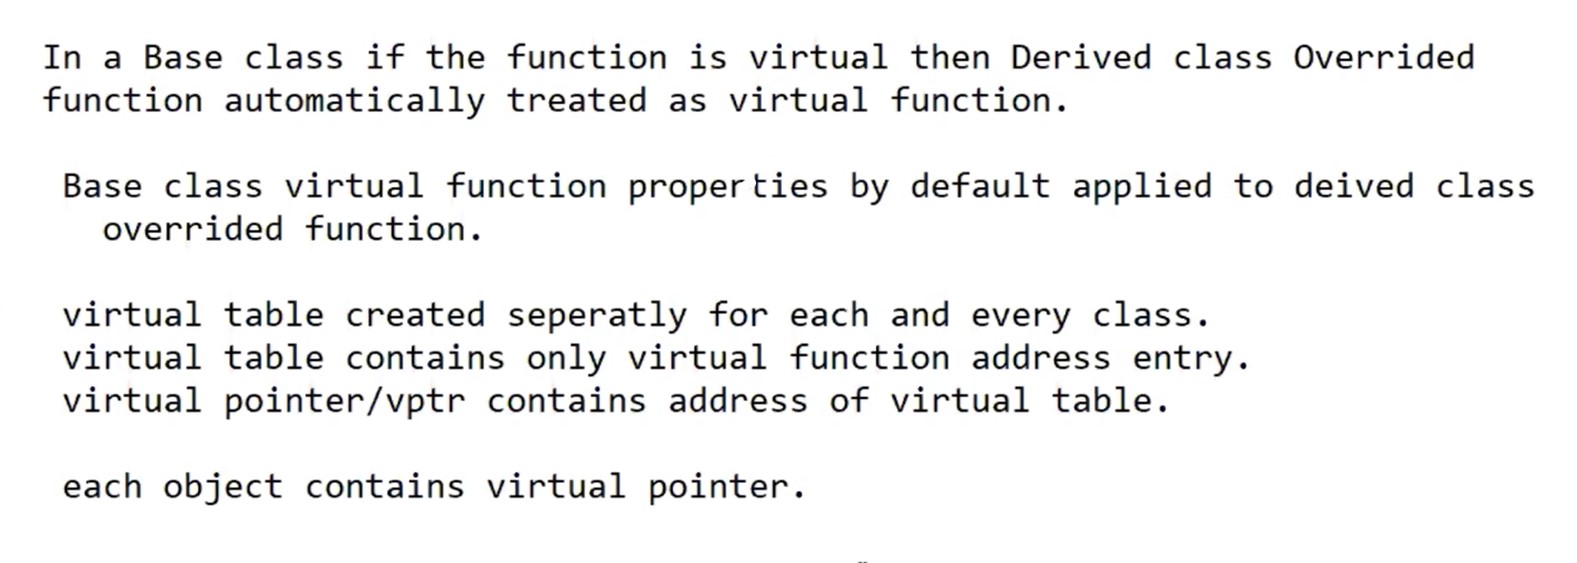 In a Base class if the function is virtual then Derived class Overrided
function automatically treated as virtual function.
Base class virtual function properties by default applied to deived class
overrided function.
virtual table created seperatly for each and every class.
virtual table contains only virtual function address entry.
virtual pointer/vptr contains address of virtual table.
each object contains virtual pointer.